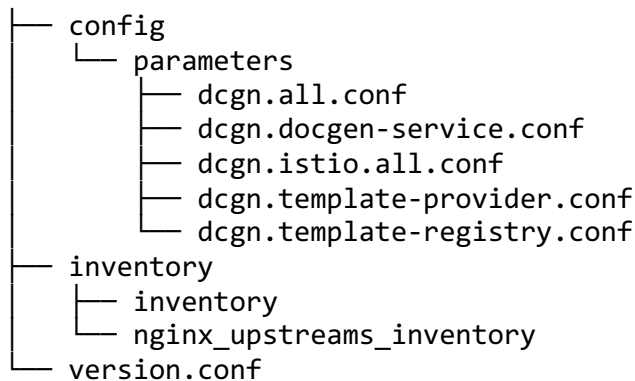 ├── config
│   └── parameters
│       ├── dcgn.all.conf
│       ├── dcgn.docgen-service.conf
│       ├── dcgn.istio.all.conf
│       ├── dcgn.template-provider.conf
│       └── dcgn.template-registry.conf
├── inventory
│   ├── inventory
│   └── nginx_upstreams_inventory
└── version.conf